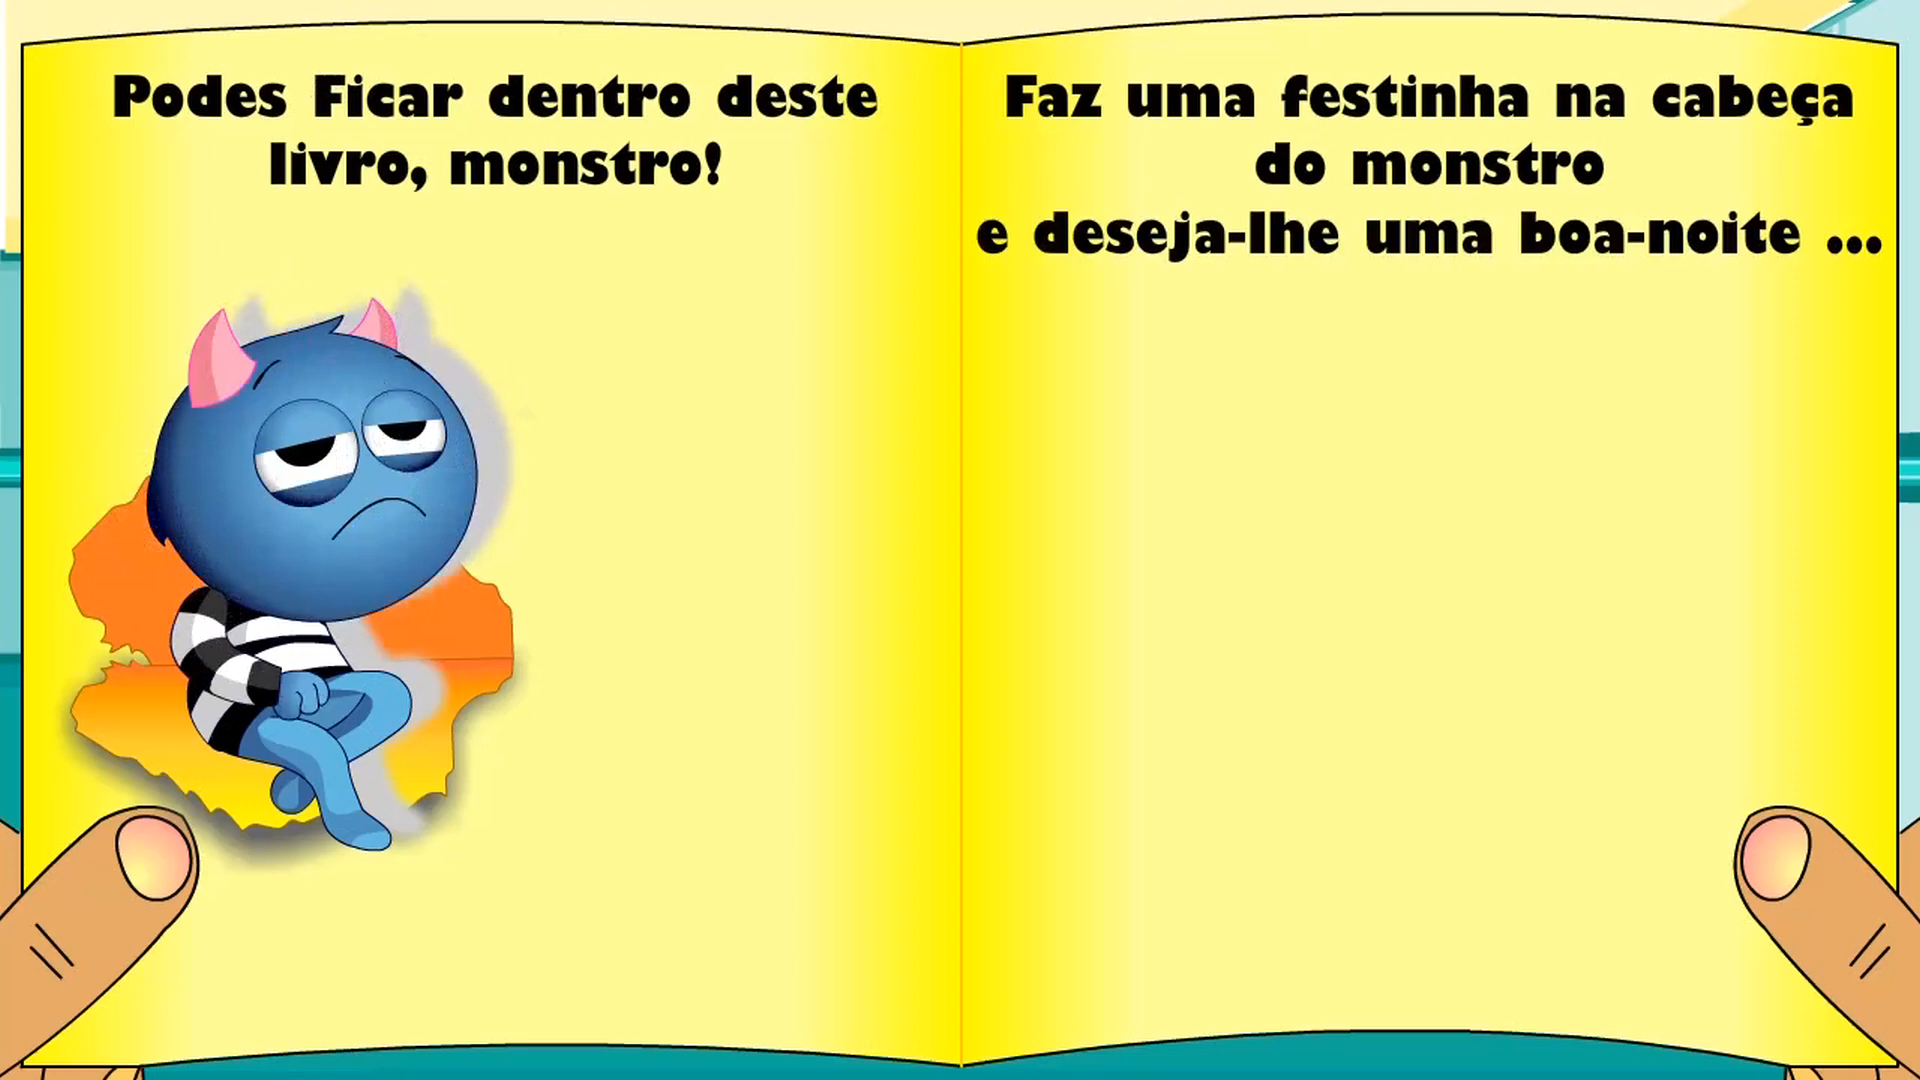 Podes Ficar dentro deste
livro, monstro!
Faz uma festinha na cabeça
do monstro
e deseja-lhe uma boa-noite ...